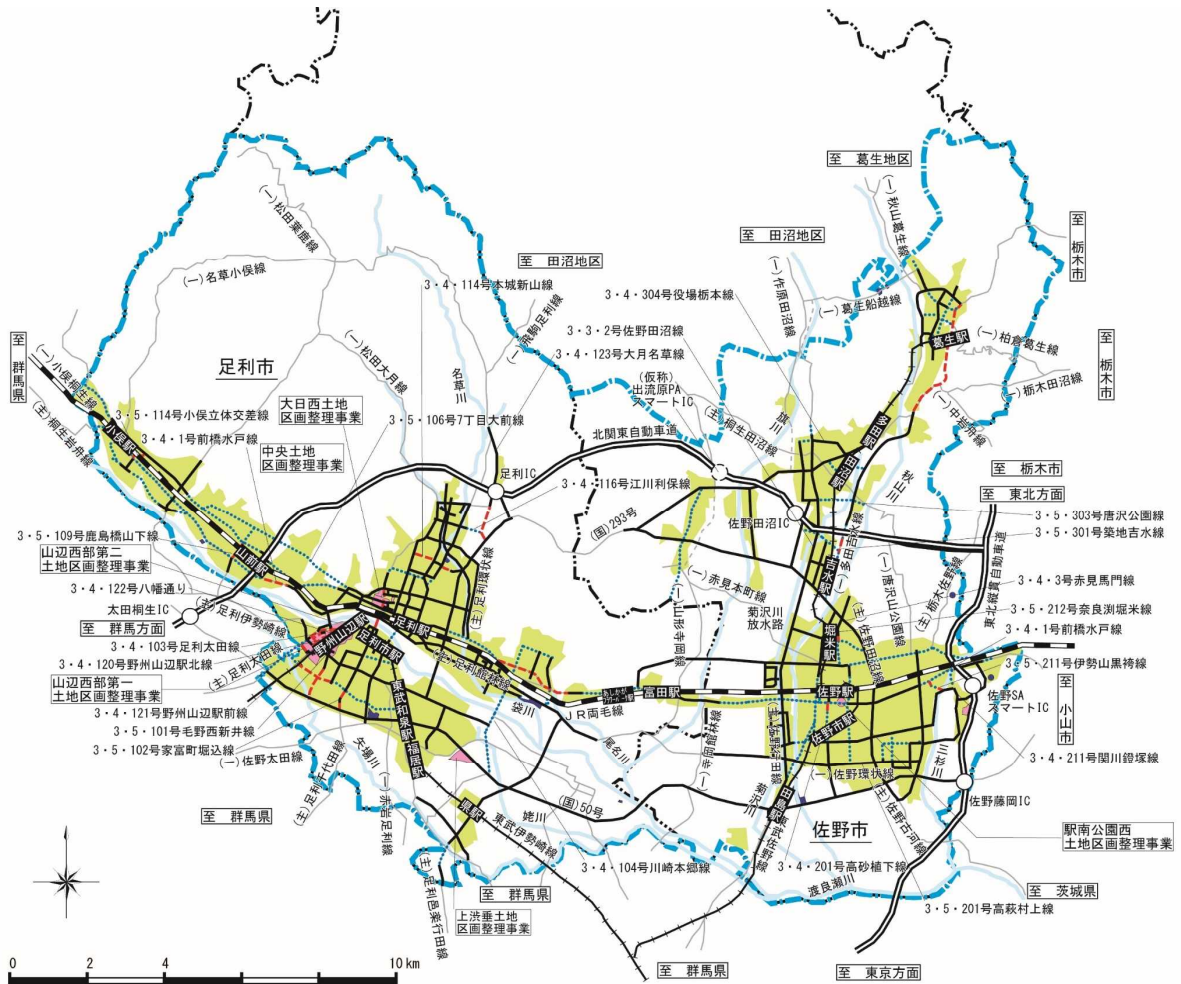 至 葛生地区
(一)秋山葛生線
至 栃木市
(一)松田葉鹿線
至 田沼地区
至 田沼地区
(一)作原田沼線
(一)名草小俣線
3・4・114号本城新山線
3・4・304号役場栃本線
(一)葛生船越線
(一)飛駒足利線
3・3・2号佐野田沼線
葛生駅
(一)柏倉葛生線
至 群馬県
(一)小俣桐生線
足利市
(一)松田大月線
名草川
3・4・123号大月名草線
至 栃木市
(仮称)
出流原PA
スマートIC
旗川
(一)栃木田沼線
(主)桐生岩舟線
大日西土地
区画整理事業
(主)桐生田沼線
(一)中岩舟線
3・5・114号小俣立体交差線
3・5・106号7丁目大前線
北関東自動車道
多田駅
小俣駅
3・4・1号前橋水戸線
田沼駅
中央土地
区画整理事業
足利IC
秋山川
至 栃木市
3・4・116号江川利保線
至 東北方面
佐野田沼IC
3・5・303号唐沢公園線
(国)293号
3・5・109号鹿島橋山下線
(一)多田吉水線
3・5・301号築地吉水線
山辺西部第二
土地区画整理事業
山前駅
吉水駅
東北縦貫自動車道
(主)足利環状線
(一)赤見本町線
(一)唐沢山公園線
(主)栃木佐野線
3・4・3号赤見馬門線
3・4・122号八幡通り
菊沢川
放水路
太田桐生IC
(主)足利伊勢崎線
(一)山形寺岡線
3・5・212号奈良渕堀米線
至 群馬方面
足利駅
堀米駅
(主)佐野田沼線
3・4・1号前橋水戸線
野州山辺駅
3・4・103号足利太田線
足利市駅
3・5・211号伊勢山黒袴線
3・4・120号野州山辺駅北線
(主)足利太田線
(主)足利館林線
富田駅
佐野駅
山辺西部第一
土地区画整理事業
あしかが
フラワーパーク駅
佐野SA
スマートIC
至 小山市
東武和泉駅
袋川
JR両毛線
佐野市駅
3・4・121号野州山辺駅前線
3・5・101号毛野西新井線
福居駅
尾名川
(一)寺岡館林線
(主)佐野行田線
三杉川
3・4・211号関川鐙塚線
3・5・102号家富町堀込線
(一)佐野太田線
矢場川
(一)佐野環状線
(主)足利千代田線
菊沢川
佐野藤岡IC
(国)50号
田島駅
(主)佐野古河線
至 群馬県
(一)赤岩足利線
県駅
姥川
佐野市
東武伊勢崎線
東武佐野線
駅南公園西
土地区画整理事業
3・4・104号川崎本郷線
3・4・201号高砂植下線
(主)足利邑楽行田線
至 群馬県
渡良瀬川
至 茨城県
上渋垂土地
区画整理事業
3・5・201号高萩村上線
0 2 4 10 km
至 群馬県
至 東京方面